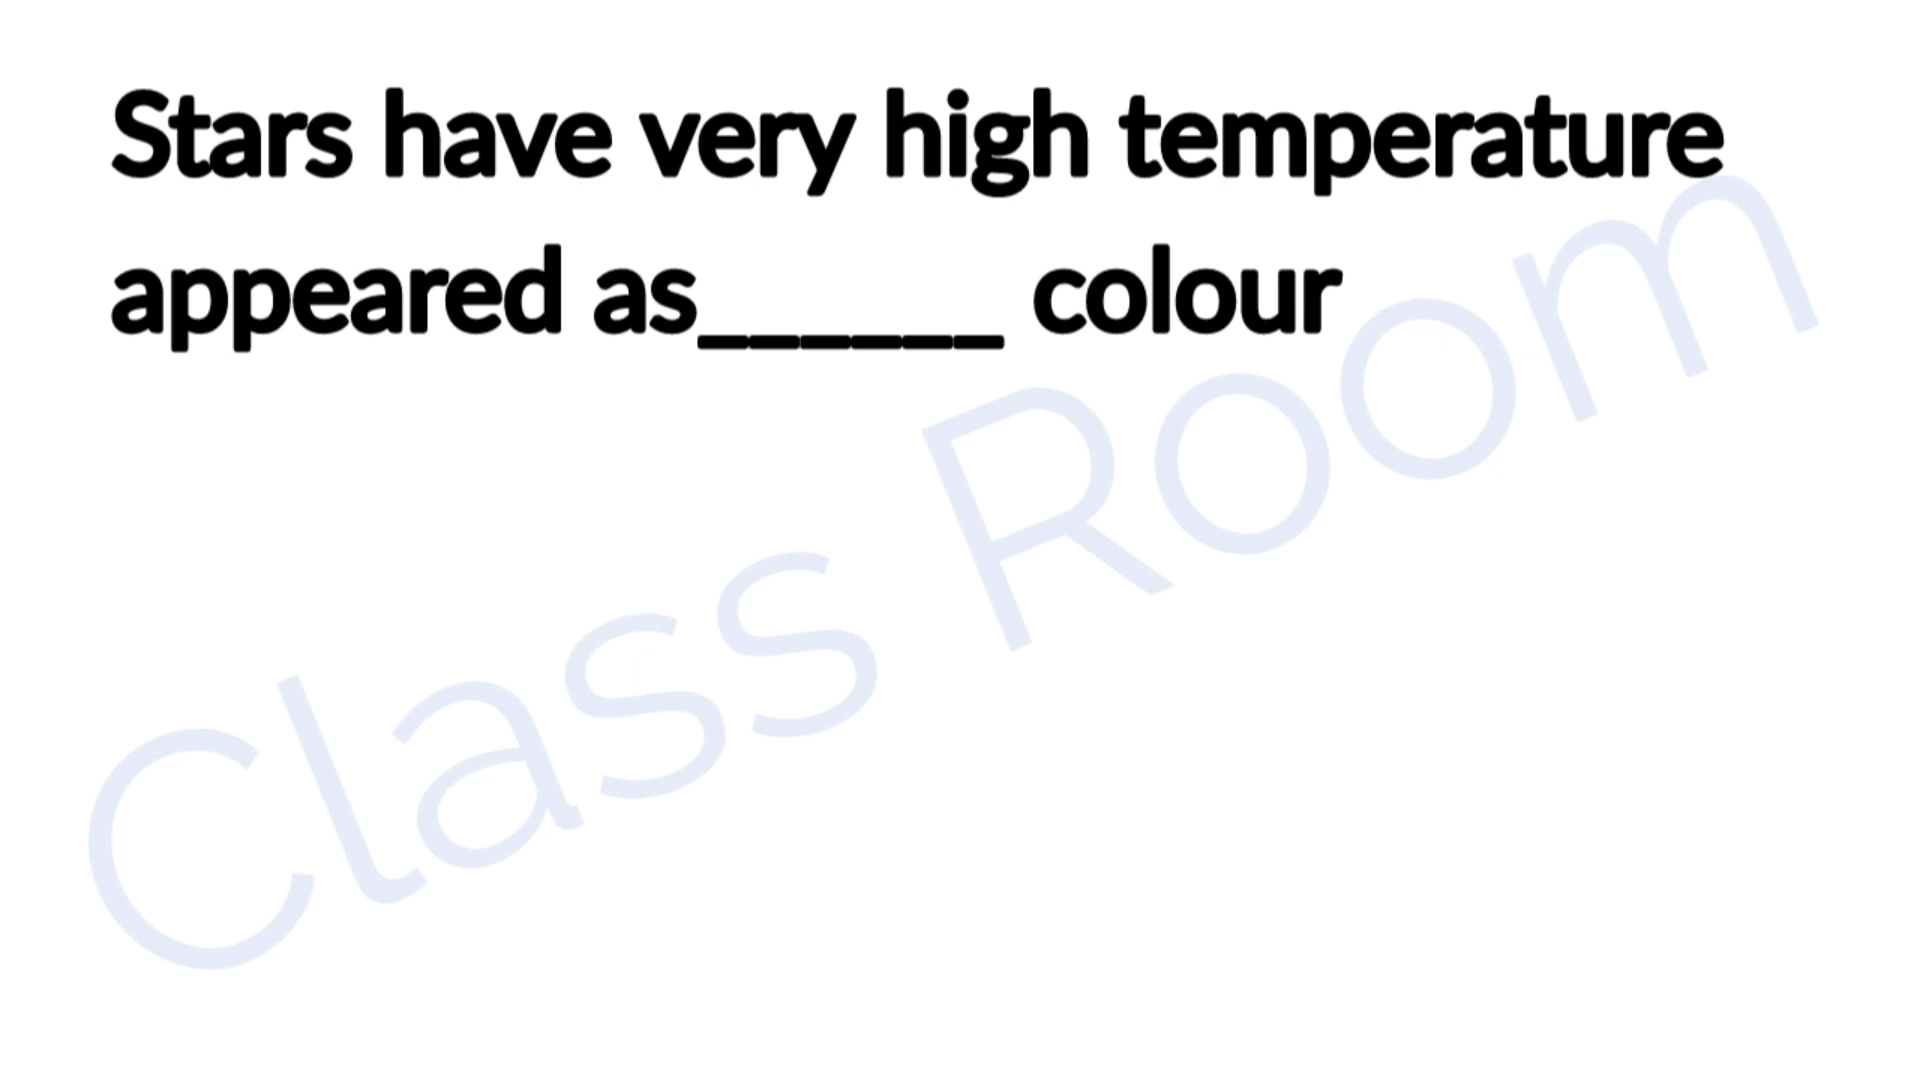 Stars have very high temperature
appeared as______ colour
Class Room